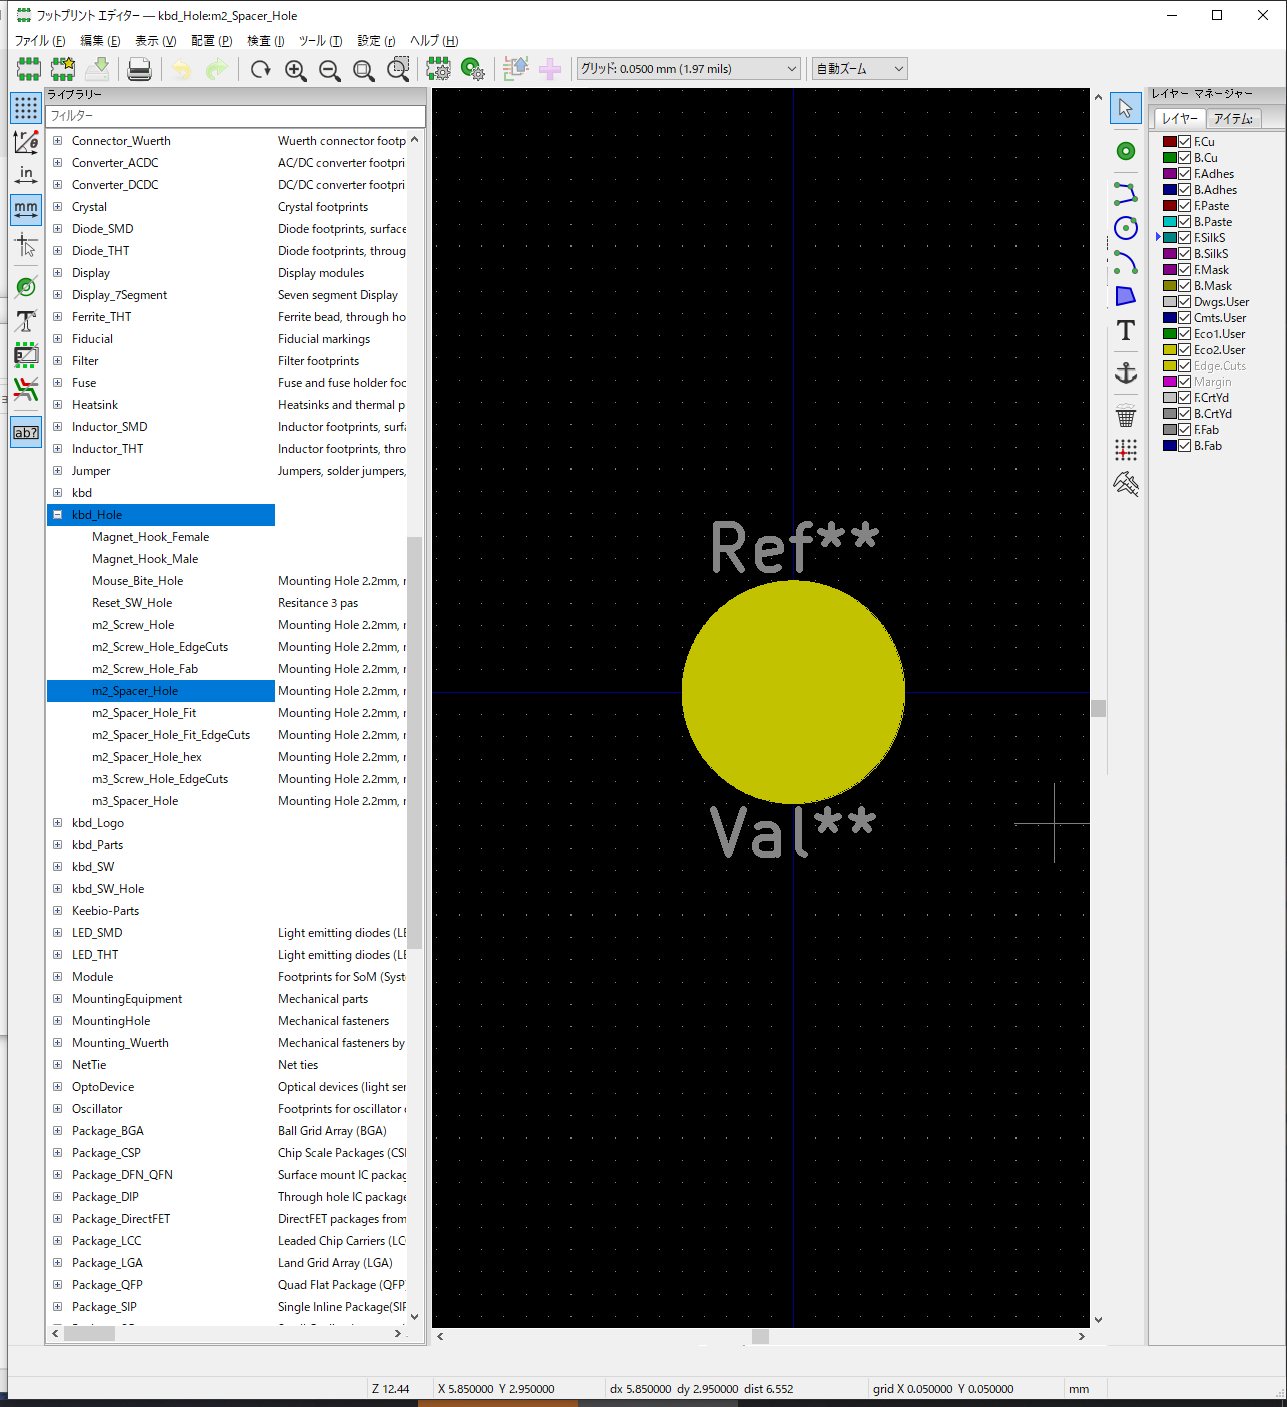 フットプリント エディター — kbd_Hole:m2_Spacer_Hole
ファイル (F) 編集 (E) 表示 (V) 配置 (P) 検査 (I) ツール (T) 設定 (r) ヘルプ (H)
グリッド: 0.0500 mm (1.97 mils) 自動ズーム
ライブラリー
フィルター
Connector_Wuerth Wuerth connector footp
Converter_ACDC AC/DC converter footpri
Converter_DCDC DC/DC converter footpri
Crystal Crystal footprints
Diode_SMD Diode footprints, surface
Diode_THT Diode footprints, throug
Display Display modules
Display_7Segment Seven segment Display
Ferrite_THT Ferrite bead, through ho
Fiducial Fiducial markings
Filter Filter footprints
Fuse Fuse and fuse holder foo
Heatsink Heatsinks and thermal p
Inductor_SMD Inductor footprints, surfa
Inductor_THT Inductor footprints, thro
Jumper Jumpers, solder jumpers,
kbd
kbd_Hole
Magnet_Hook_Female
Magnet_Hook_Male
Mouse_Bite_Hole Mounting Hole 2.2mm, r
Reset_SW_Hole Resitance 3 pas
m2_Screw_Hole Mounting Hole 2.2mm, r
m2_Screw_Hole_EdgeCuts Mounting Hole 2.2mm, r
m2_Screw_Hole_Fab Mounting Hole 2.2mm, r
m2_Spacer_Hole Mounting Hole 2.2mm, r
m2_Spacer_Hole_Fit Mounting Hole 2.2mm, r
m2_Spacer_Hole_Fit_EdgeCuts Mounting Hole 2.2mm, r
m2_Spacer_Hole_hex Mounting Hole 2.2mm, r
m3_Screw_Hole_EdgeCuts Mounting Hole 2.2mm, r
m3_Spacer_Hole Mounting Hole 2.2mm, r
kbd_Logo
kbd_Parts
kbd_SW
kbd_SW_Hole
Keebio-Parts
LED_SMD Light emitting diodes (LE
LED_THT Light emitting diodes (LE
Module Footprints for SoM (Syst
MountingEquipment Mechanical parts
MountingHole Mechanical fasteners
Mounting_Wuerth Mechanical fasteners by
NetTie Net ties
OptoDevice Optical devices (light ser
Oscillator Footprints for oscillator
Package_BGA Ball Grid Array (BGA)
Package_CSP Chip Scale Packages (CSI
Package_DFN_QFN Surface mount IC packag
Package_DIP Through hole IC package
Package_DirectFET DirectFET packages from
Package_LCC Leaded Chip Carriers (LC
Package_LGA Land Grid Array (LGA)
Package_QFP Quad Flat Package (QFP
Package_SIP Single Inline Package(SIF
in
mm
ab?
Ref**
Val**
T
レイヤー マネージャー
レイヤー アイテム:
F.Cu
B.Cu
F.Adhes
B.Adhes
F.Paste
B.Paste
F.SilkS
B.SilkS
F.Mask
B.Mask
Dwgs.User
Cmts.User
Eco1.User
Eco2.User
Edge.Cuts
Margin
F.CrtYd
B.CrtYd
F.Fab
B.Fab
Z 12.44 X 5.850000 Y 2.950000 dx 5.850000 dy 2.950000 dist 6.552 grid X 0.050000 Y 0.050000 mm